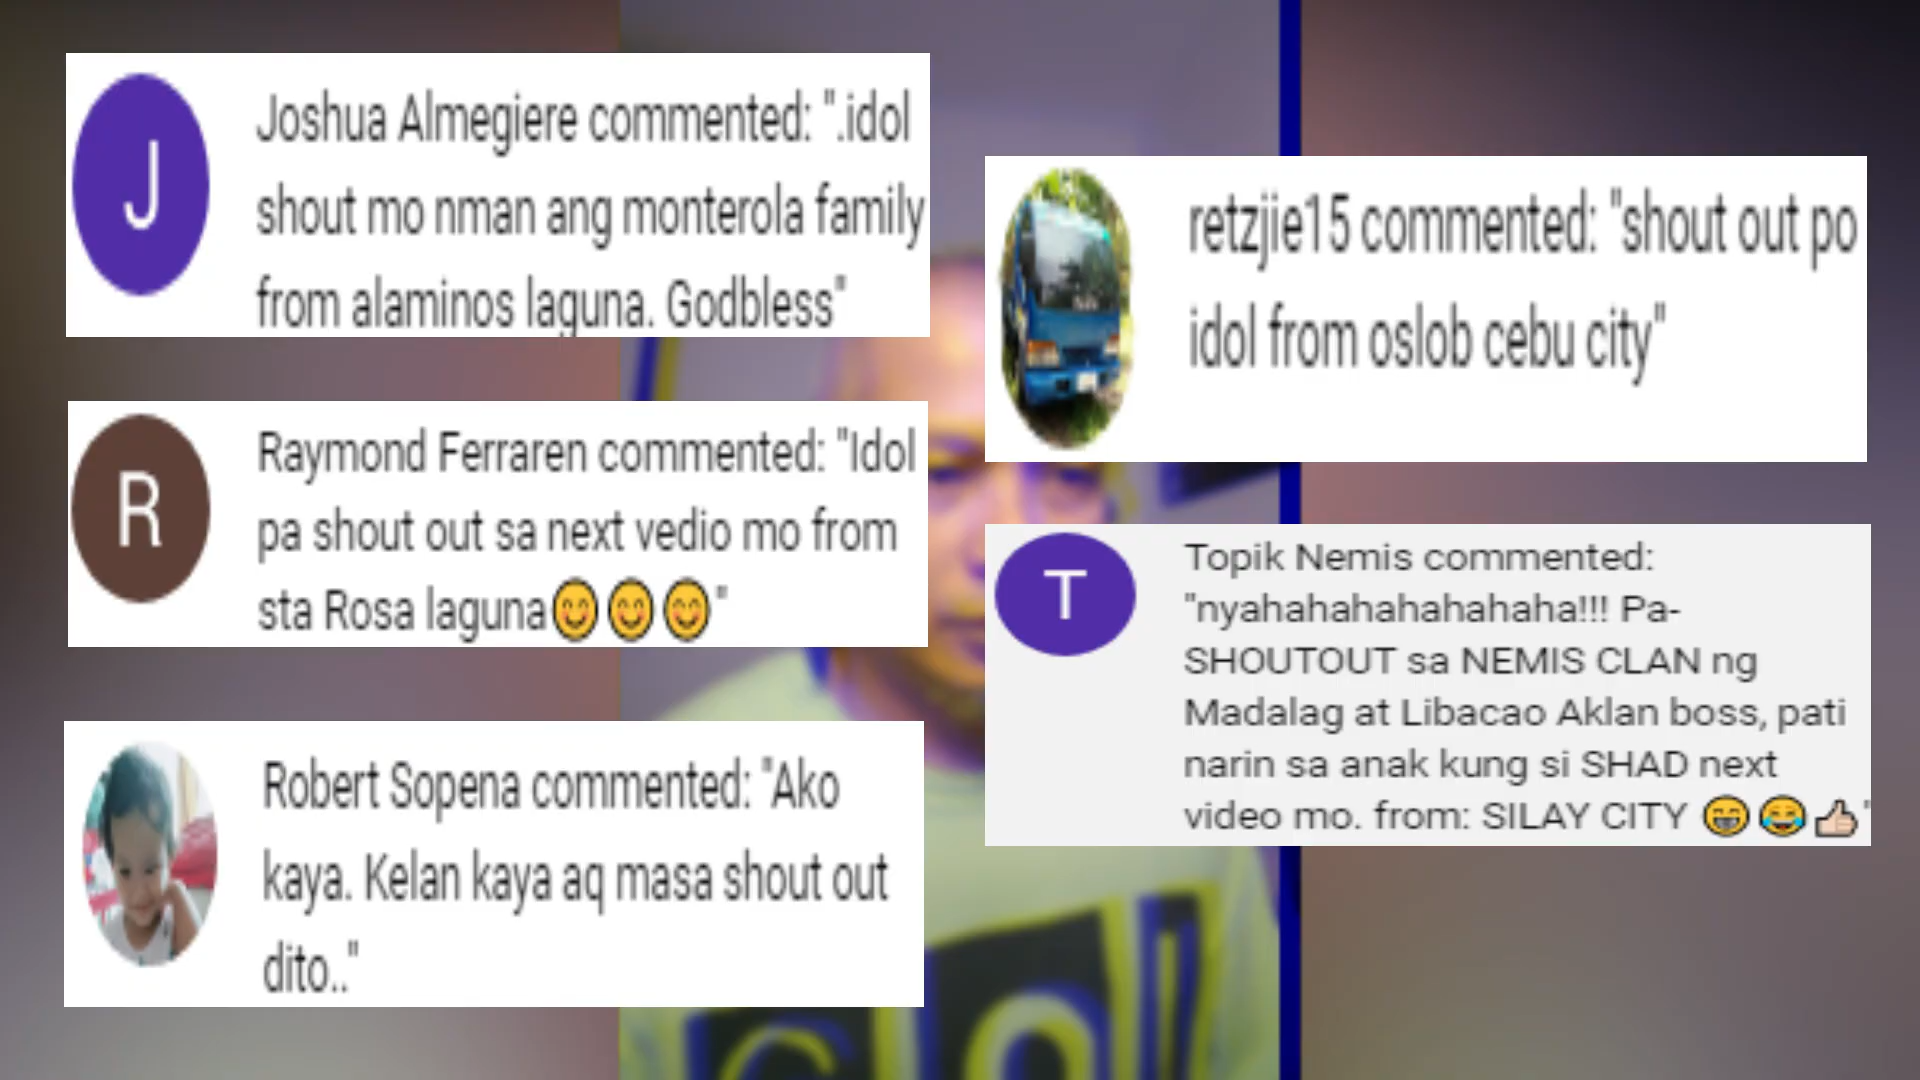 J
Joshua Almegiere commented: ".idol
shout mo nman ang monterola family
from alaminos laguna. Godbless"
R
Raymond Ferraren commented: "Idol
pa shout out sa next vedio mo from
sta Rosa laguna😊😊😊"
Robert Sopena commented: "Ako
kaya. Kelan kaya aq masa shout out
dito.."
retzjie15 commented: "shout out po
idol from oslob cebu city"
T
Topik Nemis commented:
"nyahahahahahahaha!!! Pa-
SHOUTOUT sa NEMIS CLAN ng
Madalag at Libacao Aklan boss, pati
narin sa anak kung si SHAD next
video mo. from: SILAY CITY 😁😂👍🏻"